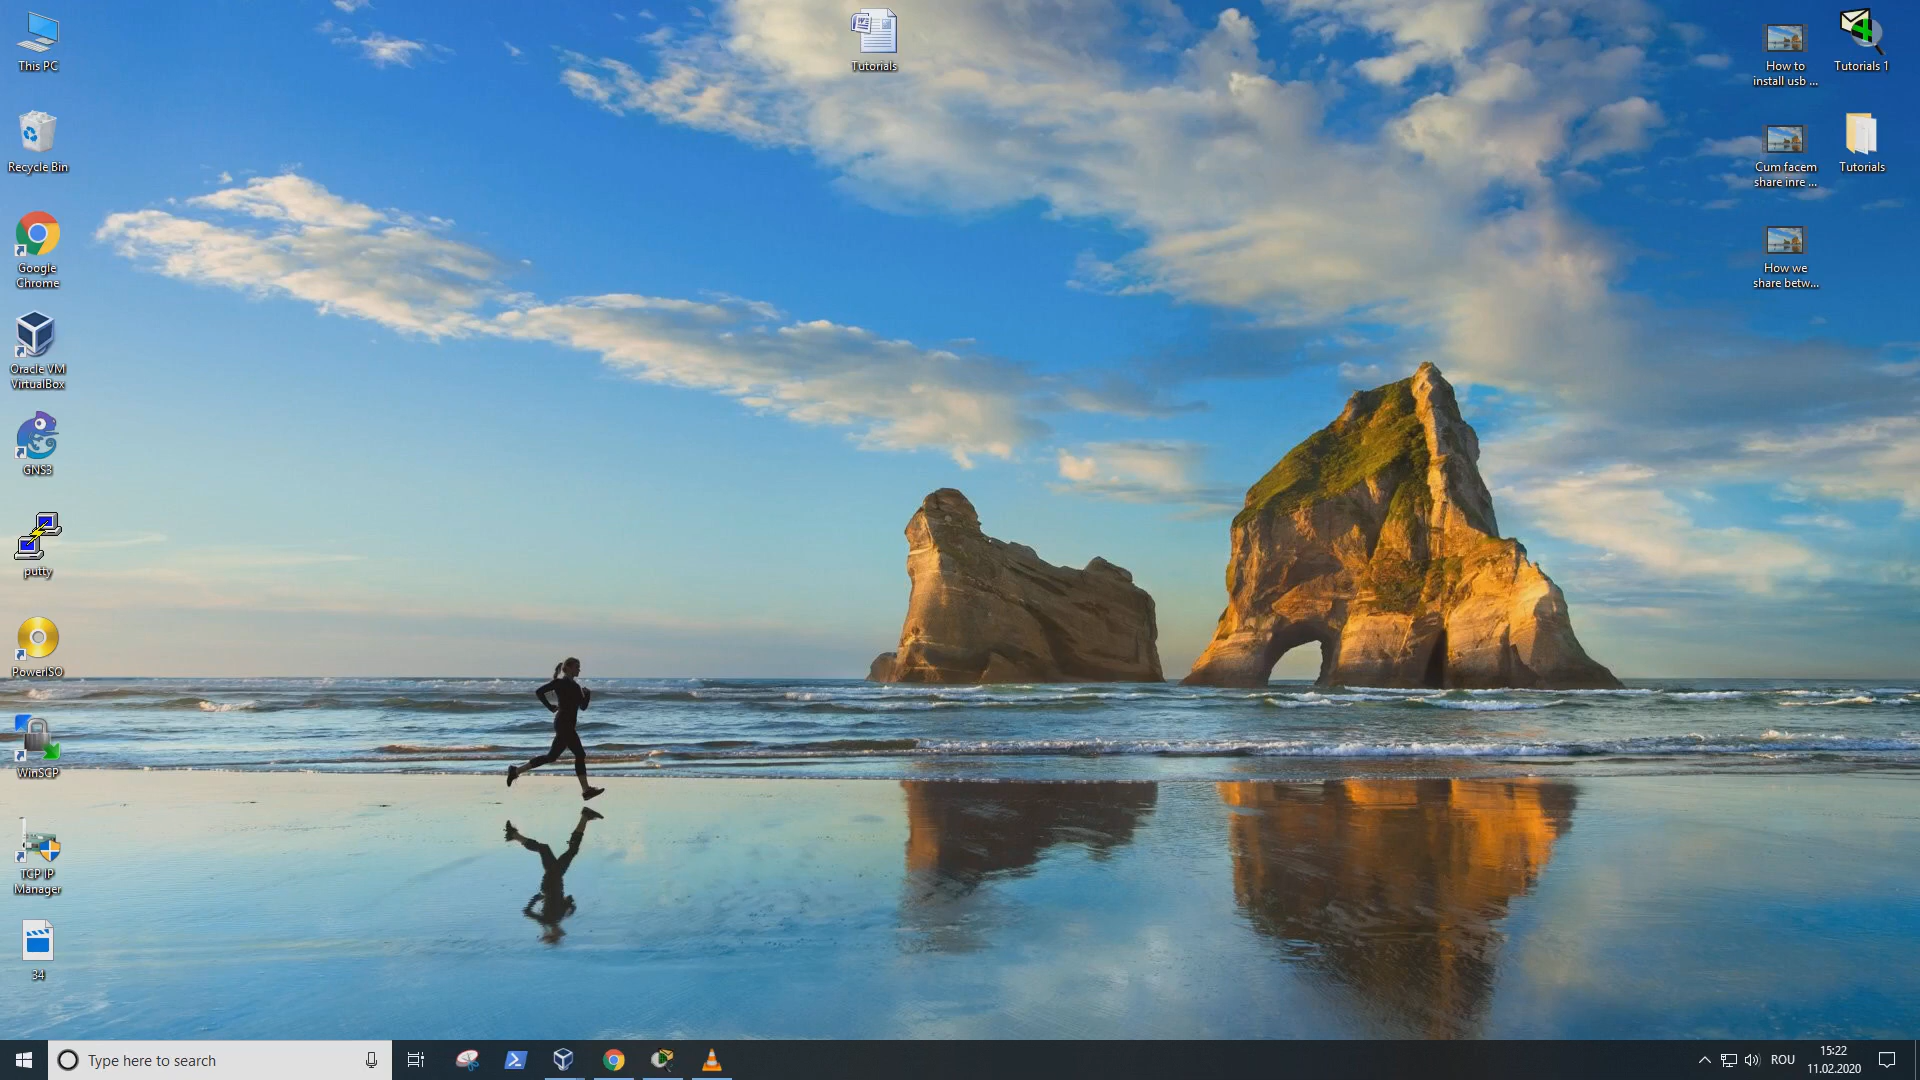 This PC
Recycle Bin
Google
Chrome
Oracle VM
VirtualBox
GNS3
putty
PowerISO
WinSCP
TCP IP
Manager
34
Tutorials
How to
install usb ...
Cum facem
share inre ...
How we
share betw...
Tutorials 1
Tutorials
Type here to search
ROU
15:22
11.02.2020